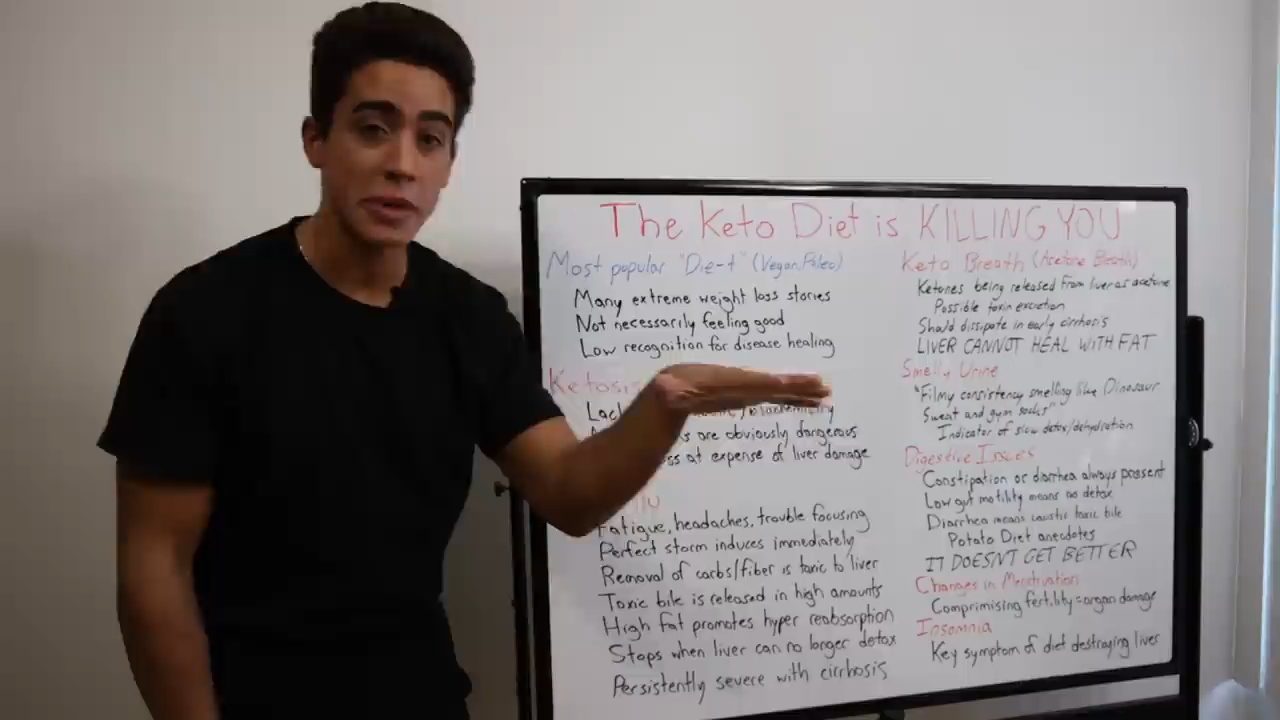 The Keto Diet is KILLING YOU
Most popular "Die-t" (Vegan, Paleo)
Many extreme weight loss stories
Not necessarily feeling good
Low recognition for disease healing
Ketosis
Lack
are obviously dangerous
at expense of liver damage
Fatigue, headaches, trouble focusing
Perfect storm induces immediately
Removal of carbs/fiber is toxic to liver
Toxic bile is released in high amounts
High fat promotes hyper reabsorption
Stops when liver can no longer detox
Persistently severe with cirrhosis
Keto Breath (Acetone Breath)
Ketones being released from liver as acetone
Possible toxin excretion
Should dissipate in early cirrhosis
LIVER CANNOT HEAL WITH FAT
Smelly Urine
"Filmy consistency smelling like Dinosaur
Sweat and gym socks"
Indicator of slow detox/dehydration
Digestive Issues
Constipation or diarhea always present
Low gut motility means no detox
Diarrhea means caustic toxic bile
Potato Diet anecdotes
IT DOESNT GET BETTER
Changes in Menstruation
Comprimising fertility = organ damage
Insomnia
Key symptom of diet destroying liver